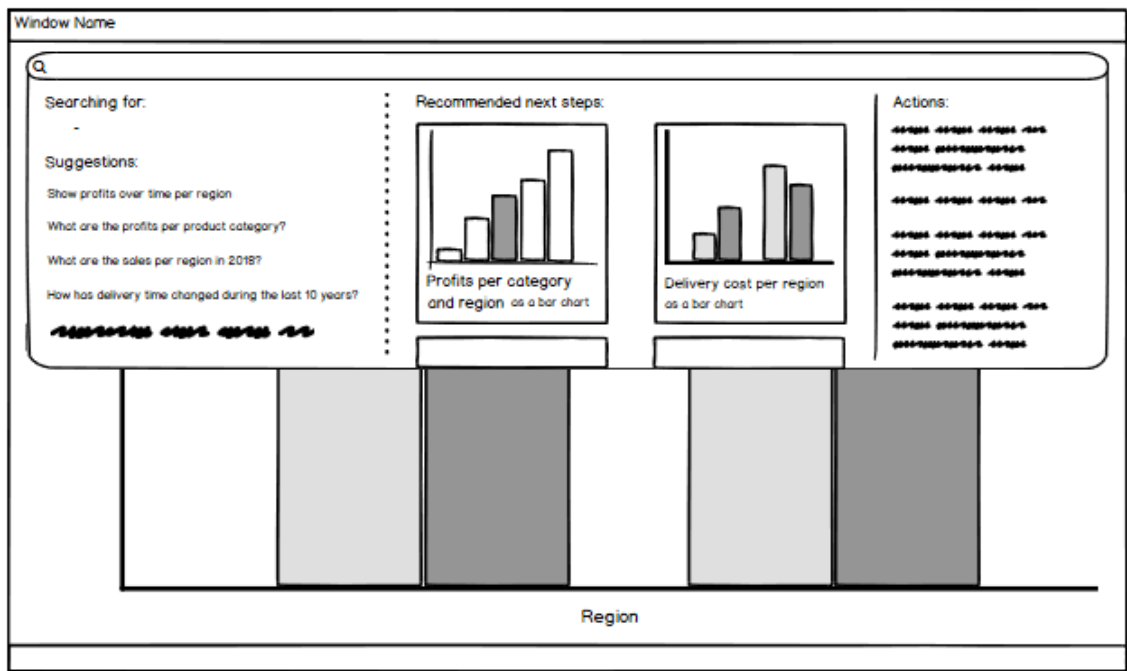 Window Name
Searching for:
-
Suggestions:
Show profits over time per region
What are the profits per product category?
What are the sales per region in 2018?
How has delivery time changed during the last 10 years?
Recommended next steps:
Profits per category
and region as a bar chart
Delivery cost per region
as a bar chart
Actions:
Region